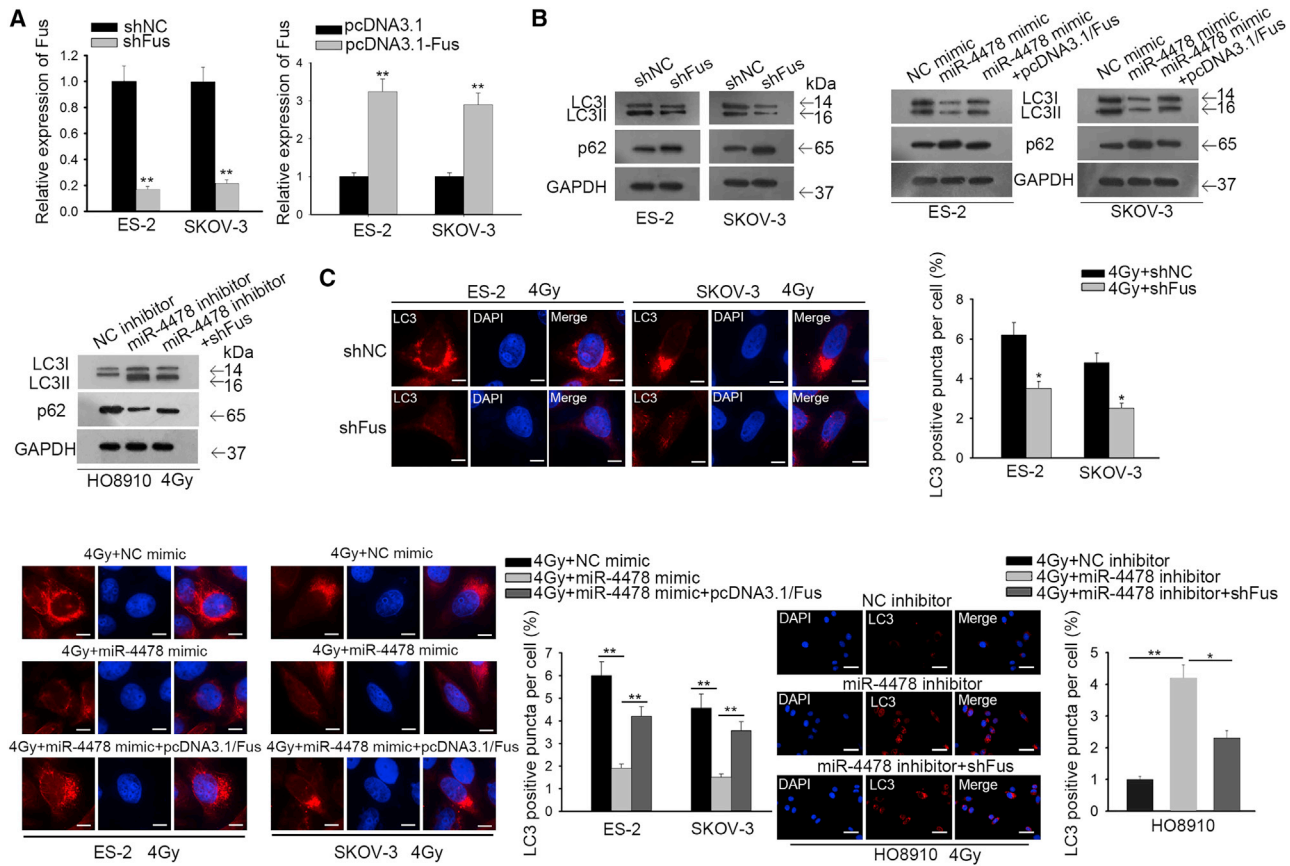 A
shNC
shFus
Relative expression of Fus
1.2
1.0
0.8
0.6
0.4
0.2
0.0
**
**
ES-2
SKOV-3
pcDNA3.1
pcDNA3.1-Fus
Relative expression of Fus
4
3
2
1
0
**
**
ES-2
SKOV-3
B
shNC
shFus
shNC
shFus
kDa
LC3I
LC3II
←14
←16
p62
←65
GAPDH
←37
ES-2
SKOV-3
NC mimic
miR-4478 mimic
miR-4478 mimic
+pcDNA3.1/Fus
NC mimic
miR-4478 mimic
miR-4478 mimic
+pcDNA3.1/Fus
LC3I
LC3II
←14
←16
p62
←65
GAPDH
←37
ES-2
SKOV-3
NC inhibitor
miR-4478 inhibitor
miR-4478 inhibitor
+shFus
kDa
LC3I
LC3II
←14
←16
p62
←65
GAPDH
←37
HO8910 4Gy
C
ES-2 4Gy
SKOV-3 4Gy
LC3
DAPI
Merge
LC3
DAPI
Merge
shNC
LC3
DAPI
Merge
LC3
DAPI
Merge
shFus
4Gy+shNC
4Gy+shFus
LC3 positive puncta per cell (%)
8
6
4
2
0
*
*
ES-2
SKOV-3
4Gy+NC mimic
4Gy+NC mimic
4Gy+miR-4478 mimic
4Gy+miR-4478 mimic
4Gy+miR-4478 mimic+pcDNA3.1/Fus
4Gy+miR-4478 mimic+pcDNA3.1/Fus
ES-2 4Gy
SKOV-3 4Gy
4Gy+NC mimic
4Gy+miR-4478 mimic
4Gy+miR-4478 mimic+pcDNA3.1/Fus
LC3 positive puncta per cell (%)
7
6
5
4
3
2
1
0
**
**
**
**
ES-2
SKOV-3
NC inhibitor
DAPI
LC3
Merge
miR-4478 inhibitor
DAPI
LC3
Merge
miR-4478 inhibitor+shFus
DAPI
LC3
Merge
HO8910 4Gy
4Gy+NC inhibitor
4Gy+miR-4478 inhibitor
4Gy+miR-4478 inhibitor+shFus
LC3 positive puncta per cell (%)
5
4
3
2
1
0
**
*
HO8910